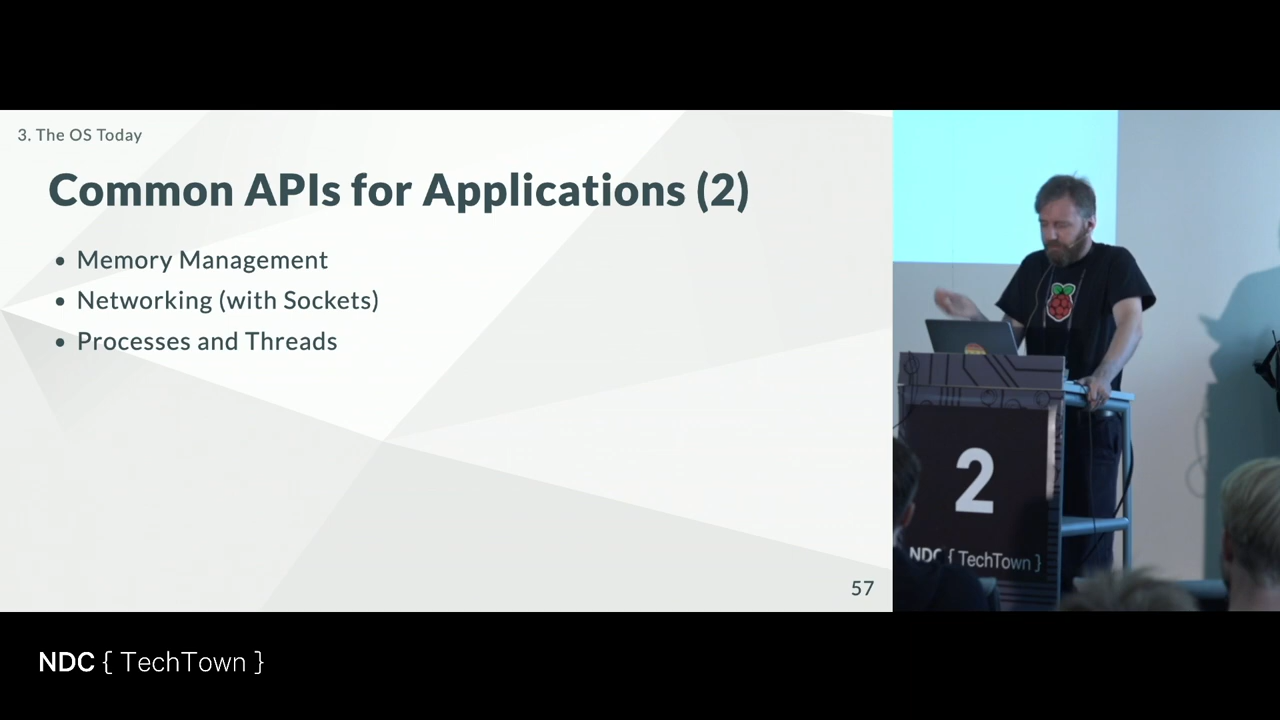 3. The OS Today
Common APIs for Applications (2)
• Memory Management
• Networking (with Sockets)
• Processes and Threads
57
2
NDC { TechTown }
NDC { TechTown }